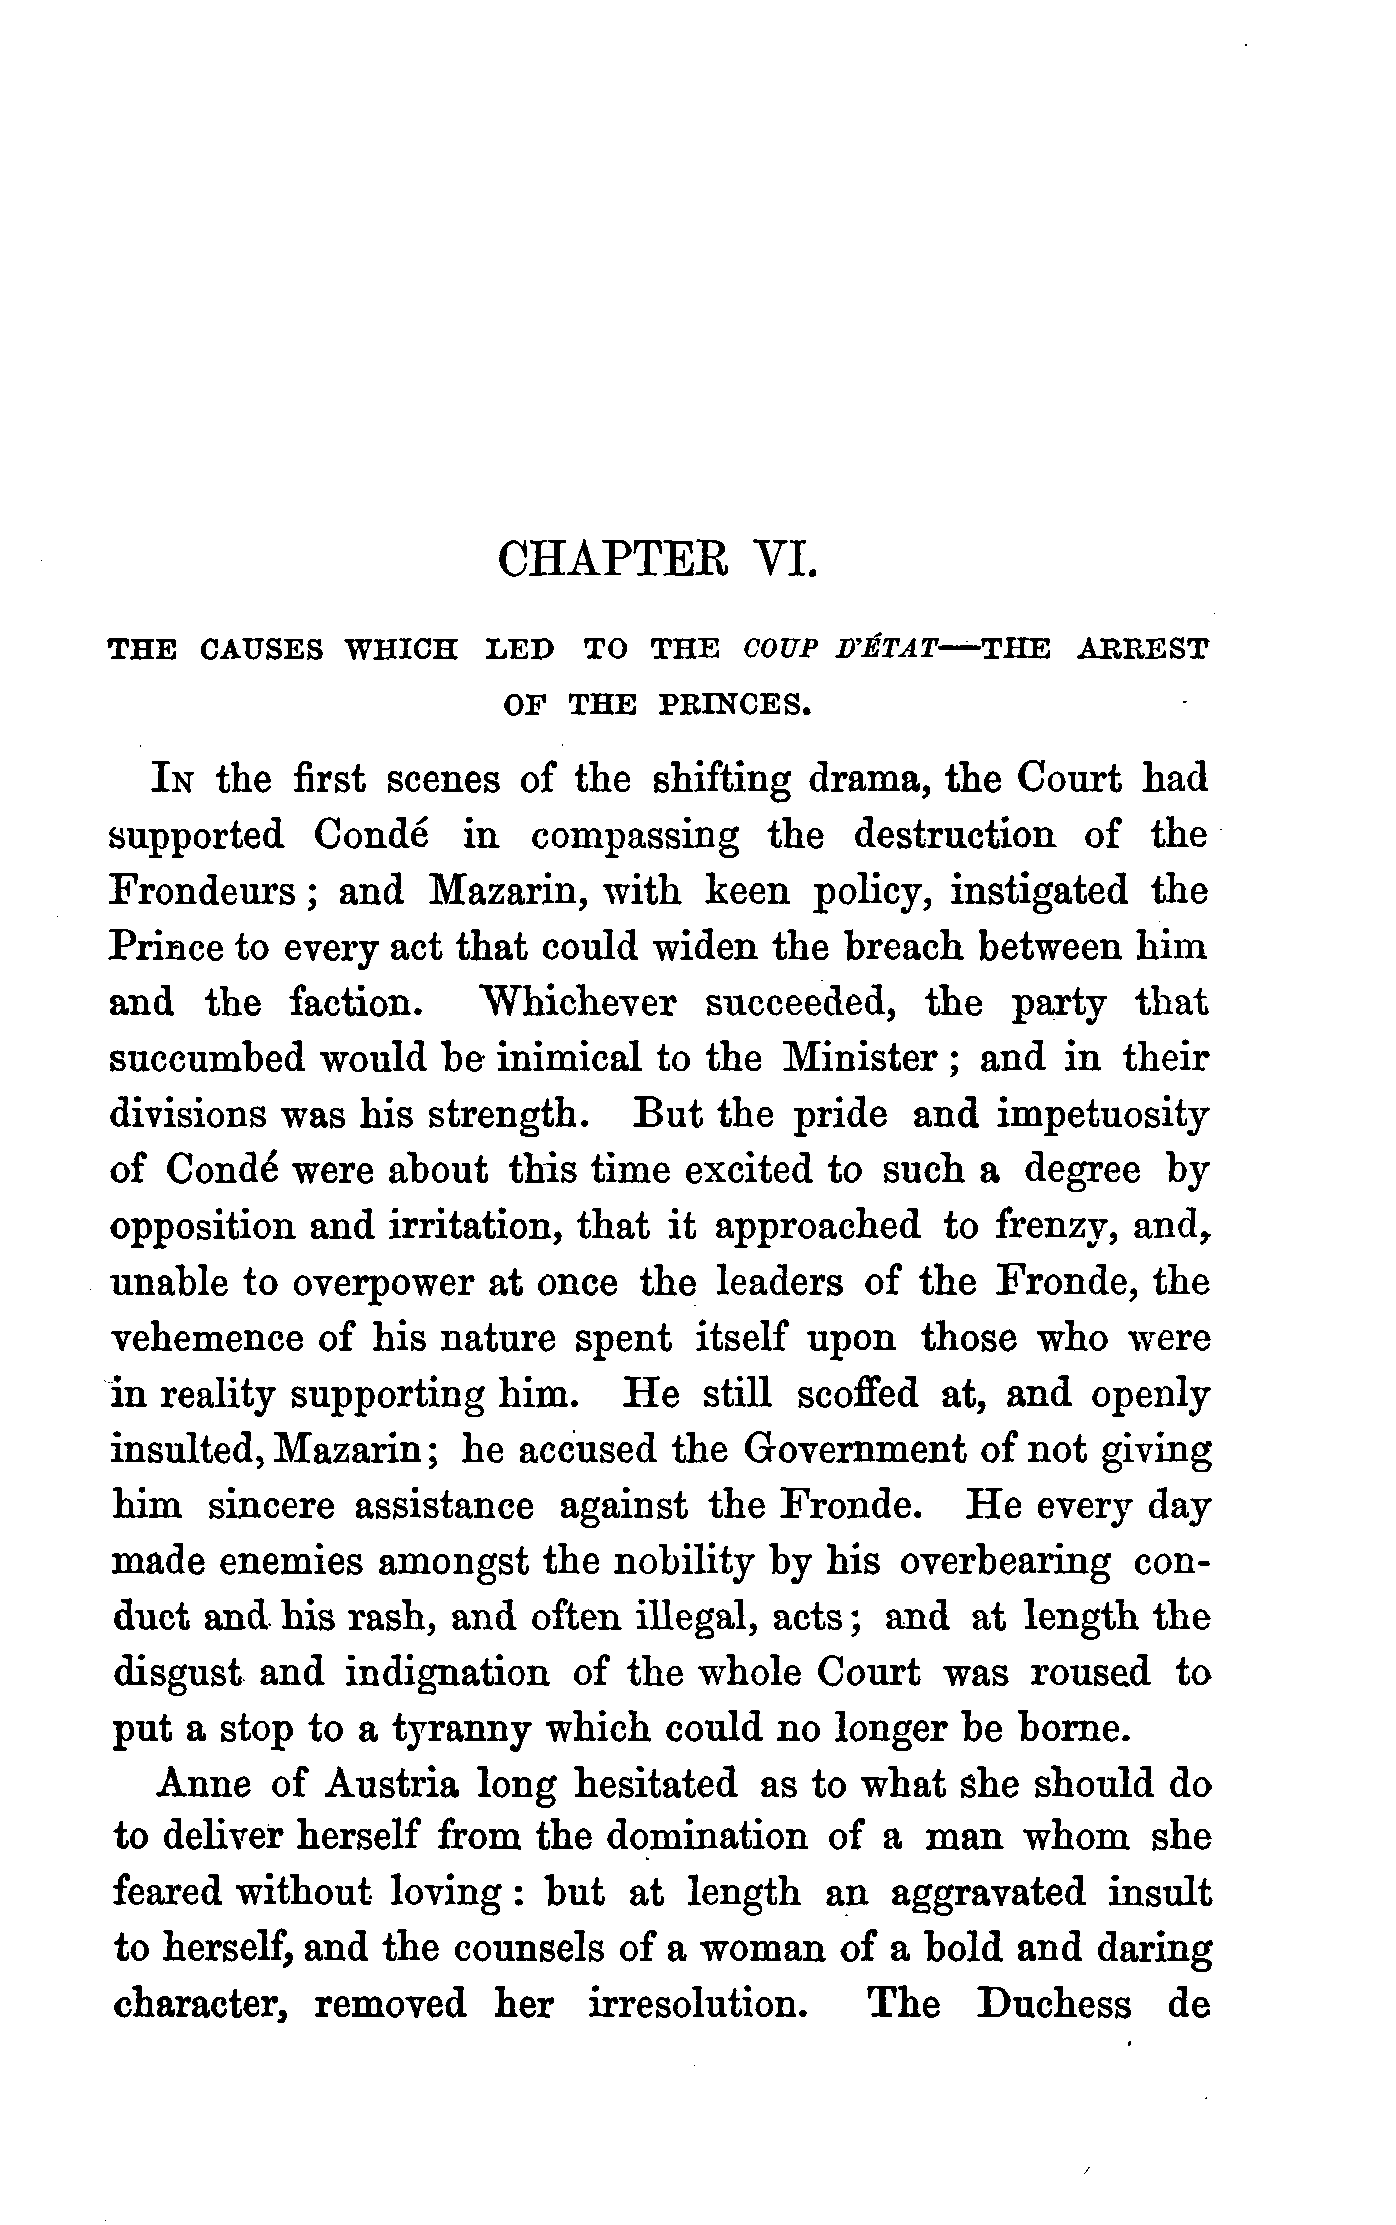 CHAPTER VI.
THE CAUSES WHICH LED TO THE COUP D'ÉTAT—THE ARREST
OF THE PRINCES.
In the first scenes of the shifting drama, the Court had
supported Condé in compassing the destruction of the
Frondeurs ; and Mazarin, with keen policy, instigated the
Prince to every act that could widen the breach between him
and the faction. Whichever succeeded, the party that
succumbed would be inimical to the Minister ; and in their
divisions was his strength. But the pride and impetuosity
of Condé were about this time excited to such a degree by
opposition and irritation, that it approached to frenzy, and,
unable to overpower at once the leaders of the Fronde, the
vehemence of his nature spent itself upon those who were
in reality supporting him. He still scoffed at, and openly
insulted, Mazarin; he accused the Government of not giving
him sincere assistance against the Fronde. He every day
made enemies amongst the nobility by his overbearing con-
duct and his rash, and often illegal, acts; and at length the
disgust and indignation of the whole Court was roused to
put a stop to a tyranny which could no longer be borne.
Anne of Austria long hesitated as to what she should do
to deliver herself from the domination of a man whom she
feared without loving : but at length an aggravated insult
to herself, and the counsels of a woman of a bold and daring
character, removed her irresolution. The Duchess de